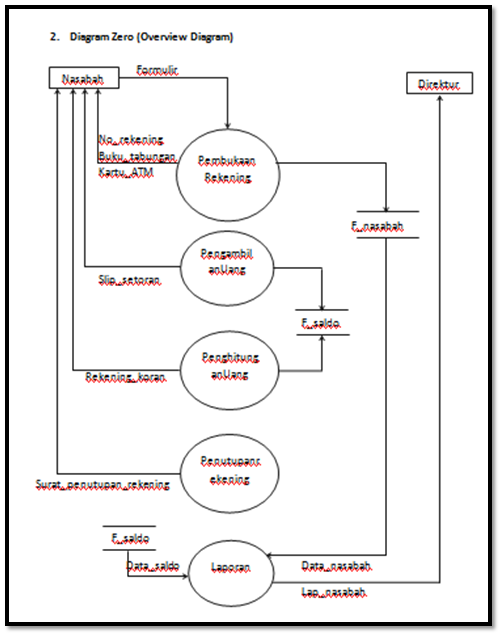 2. Diagram Zero (Overview Diagram)
Formulir
Nasabah
Direktur
No_rekening
Buku_tabungan
Kartu_ATM
Pembukaan
Rekening
F_nasabah
Pengambil
anUang
Slip_setoran
F_saldo
Penghitung
anUang
Rekening_koran
Penutupanr
ekening
Surat_penutupan_rekening
F_saldo
Data_saldo
Laporan
Data_nasabah
Lap_nasabah